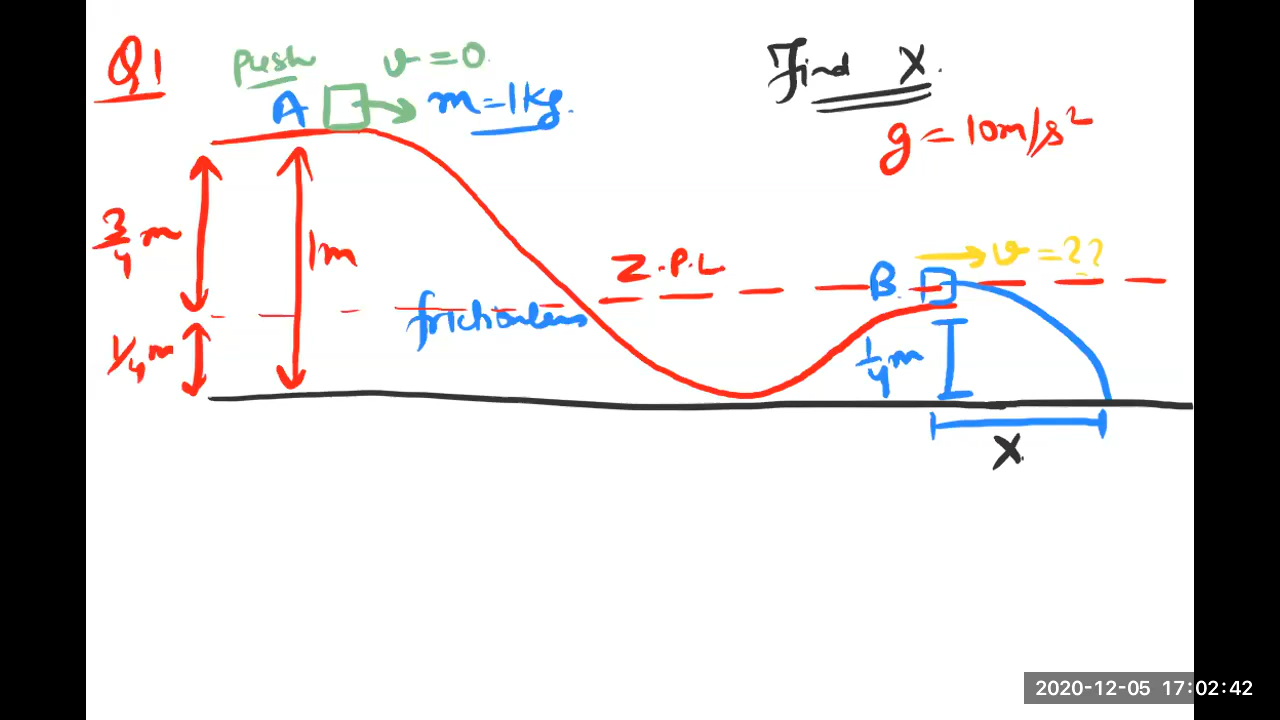 Q1
push
v = 0
Find X.
A
m = 1kg.
g = 10m/s²
3/4 m
1m
Z.P.L
B
v = ??
frictionless
1/4 m
1/4 m
X
2020-12-05 17:02:42